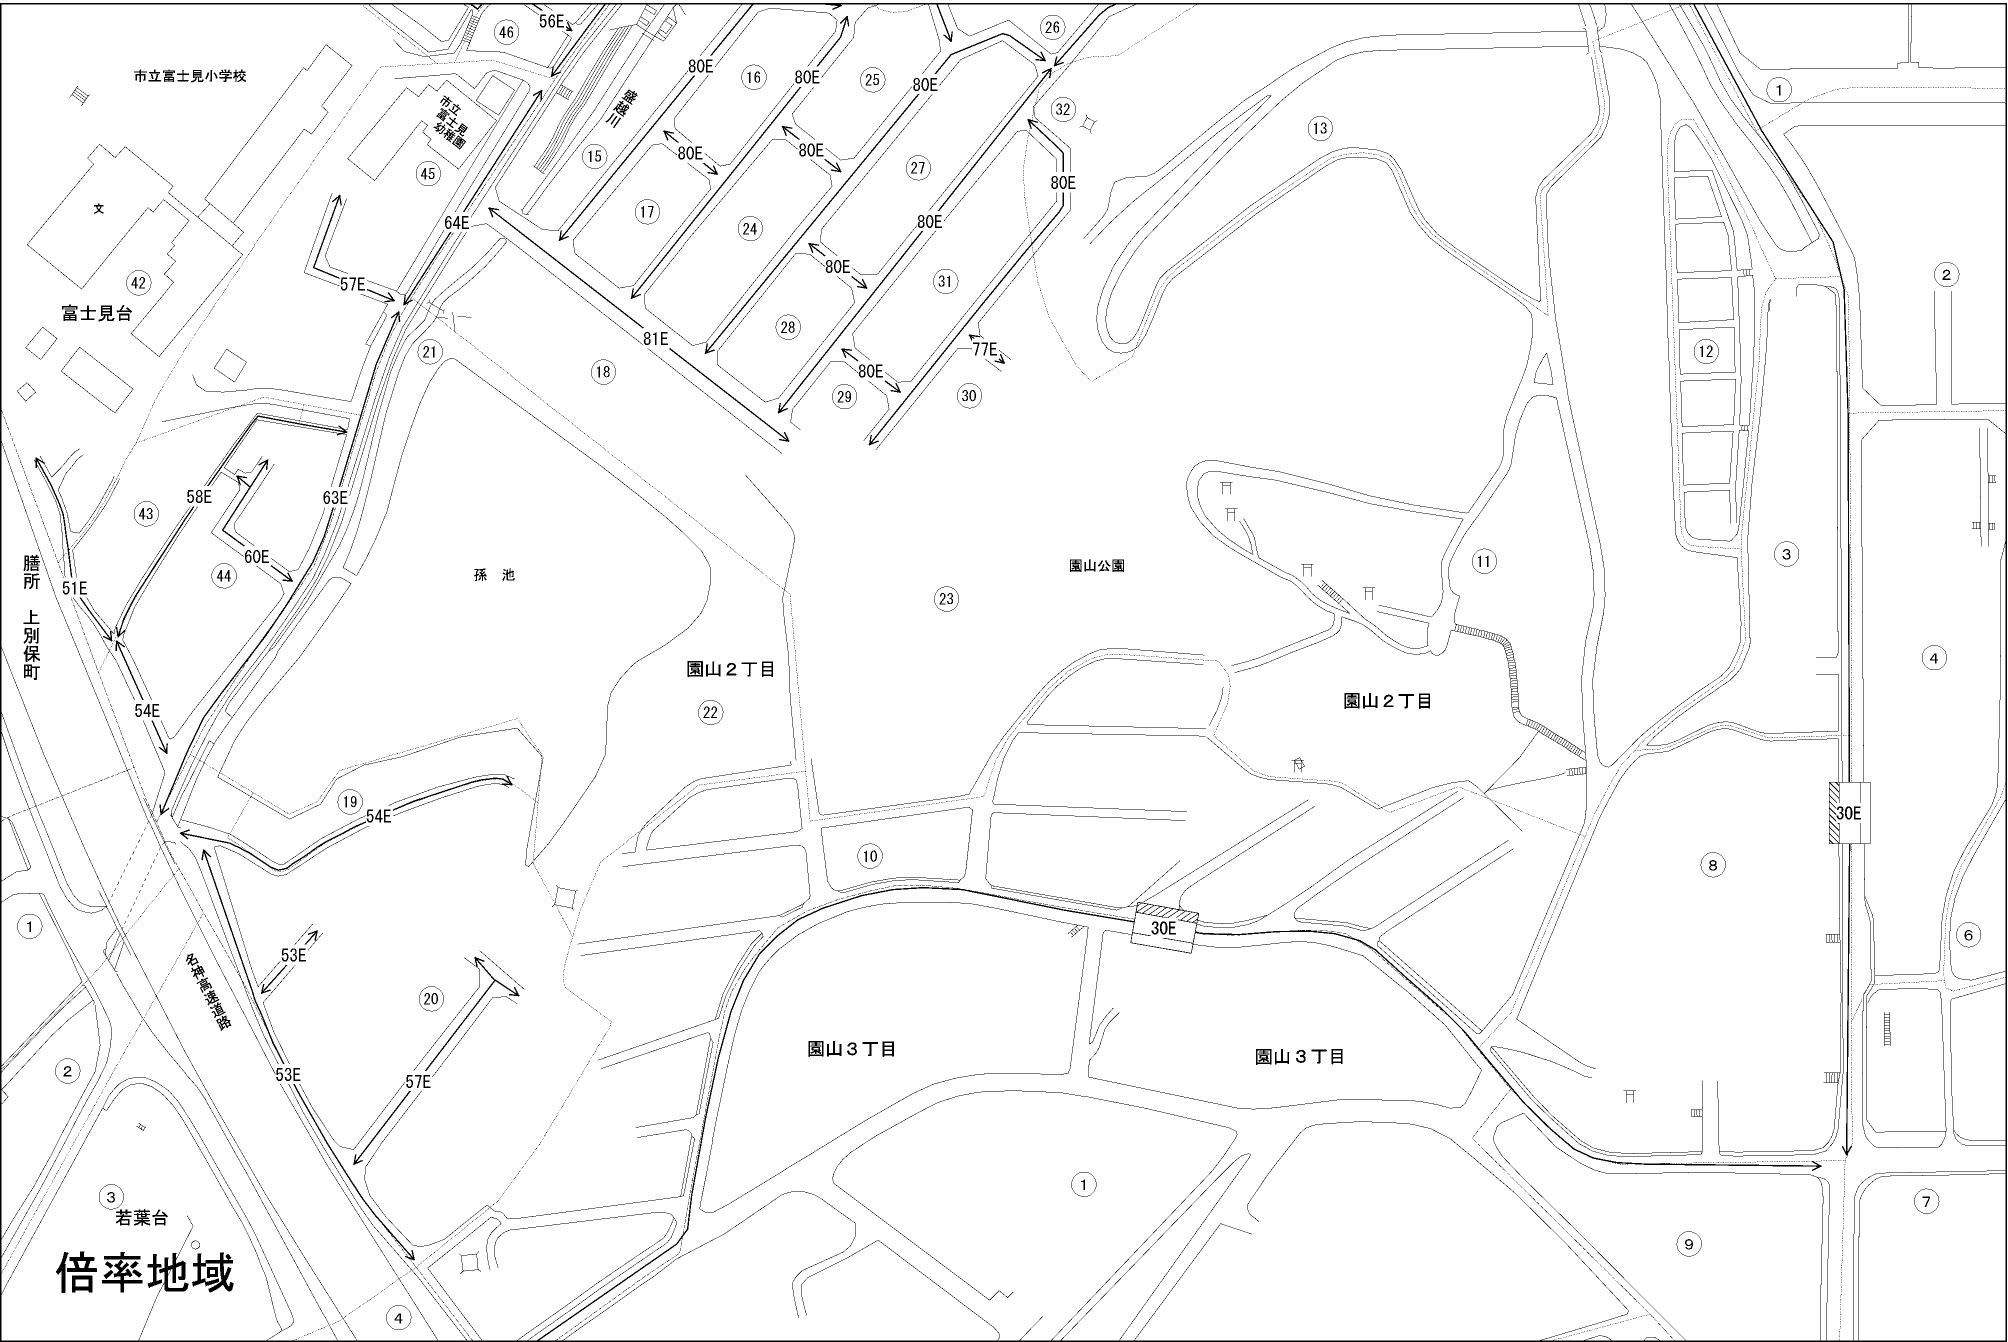 56E
46
26
市立富士見小学校
80E
16
80E
25
80E
1
市立
富士見
幼稚園
盛越川
32
13
15
80E
80E
27
45
80E
文
17
64E
24
80E
2
42
57E
80E
31
富士見台
28
81E
21
18
77E
12
80E
29
30
58E
63E
43
3
60E
44
51E
孫池
園山公園
11
23
膳所 上別保町
園山2丁目
4
54E
22
園山2丁目
19
54E
30E
10
8
1
30E
6
53E
名神高速道路
20
園山3丁目
園山3丁目
2
53E
57E
3
1
7
若葉台
9
倍率地域
4